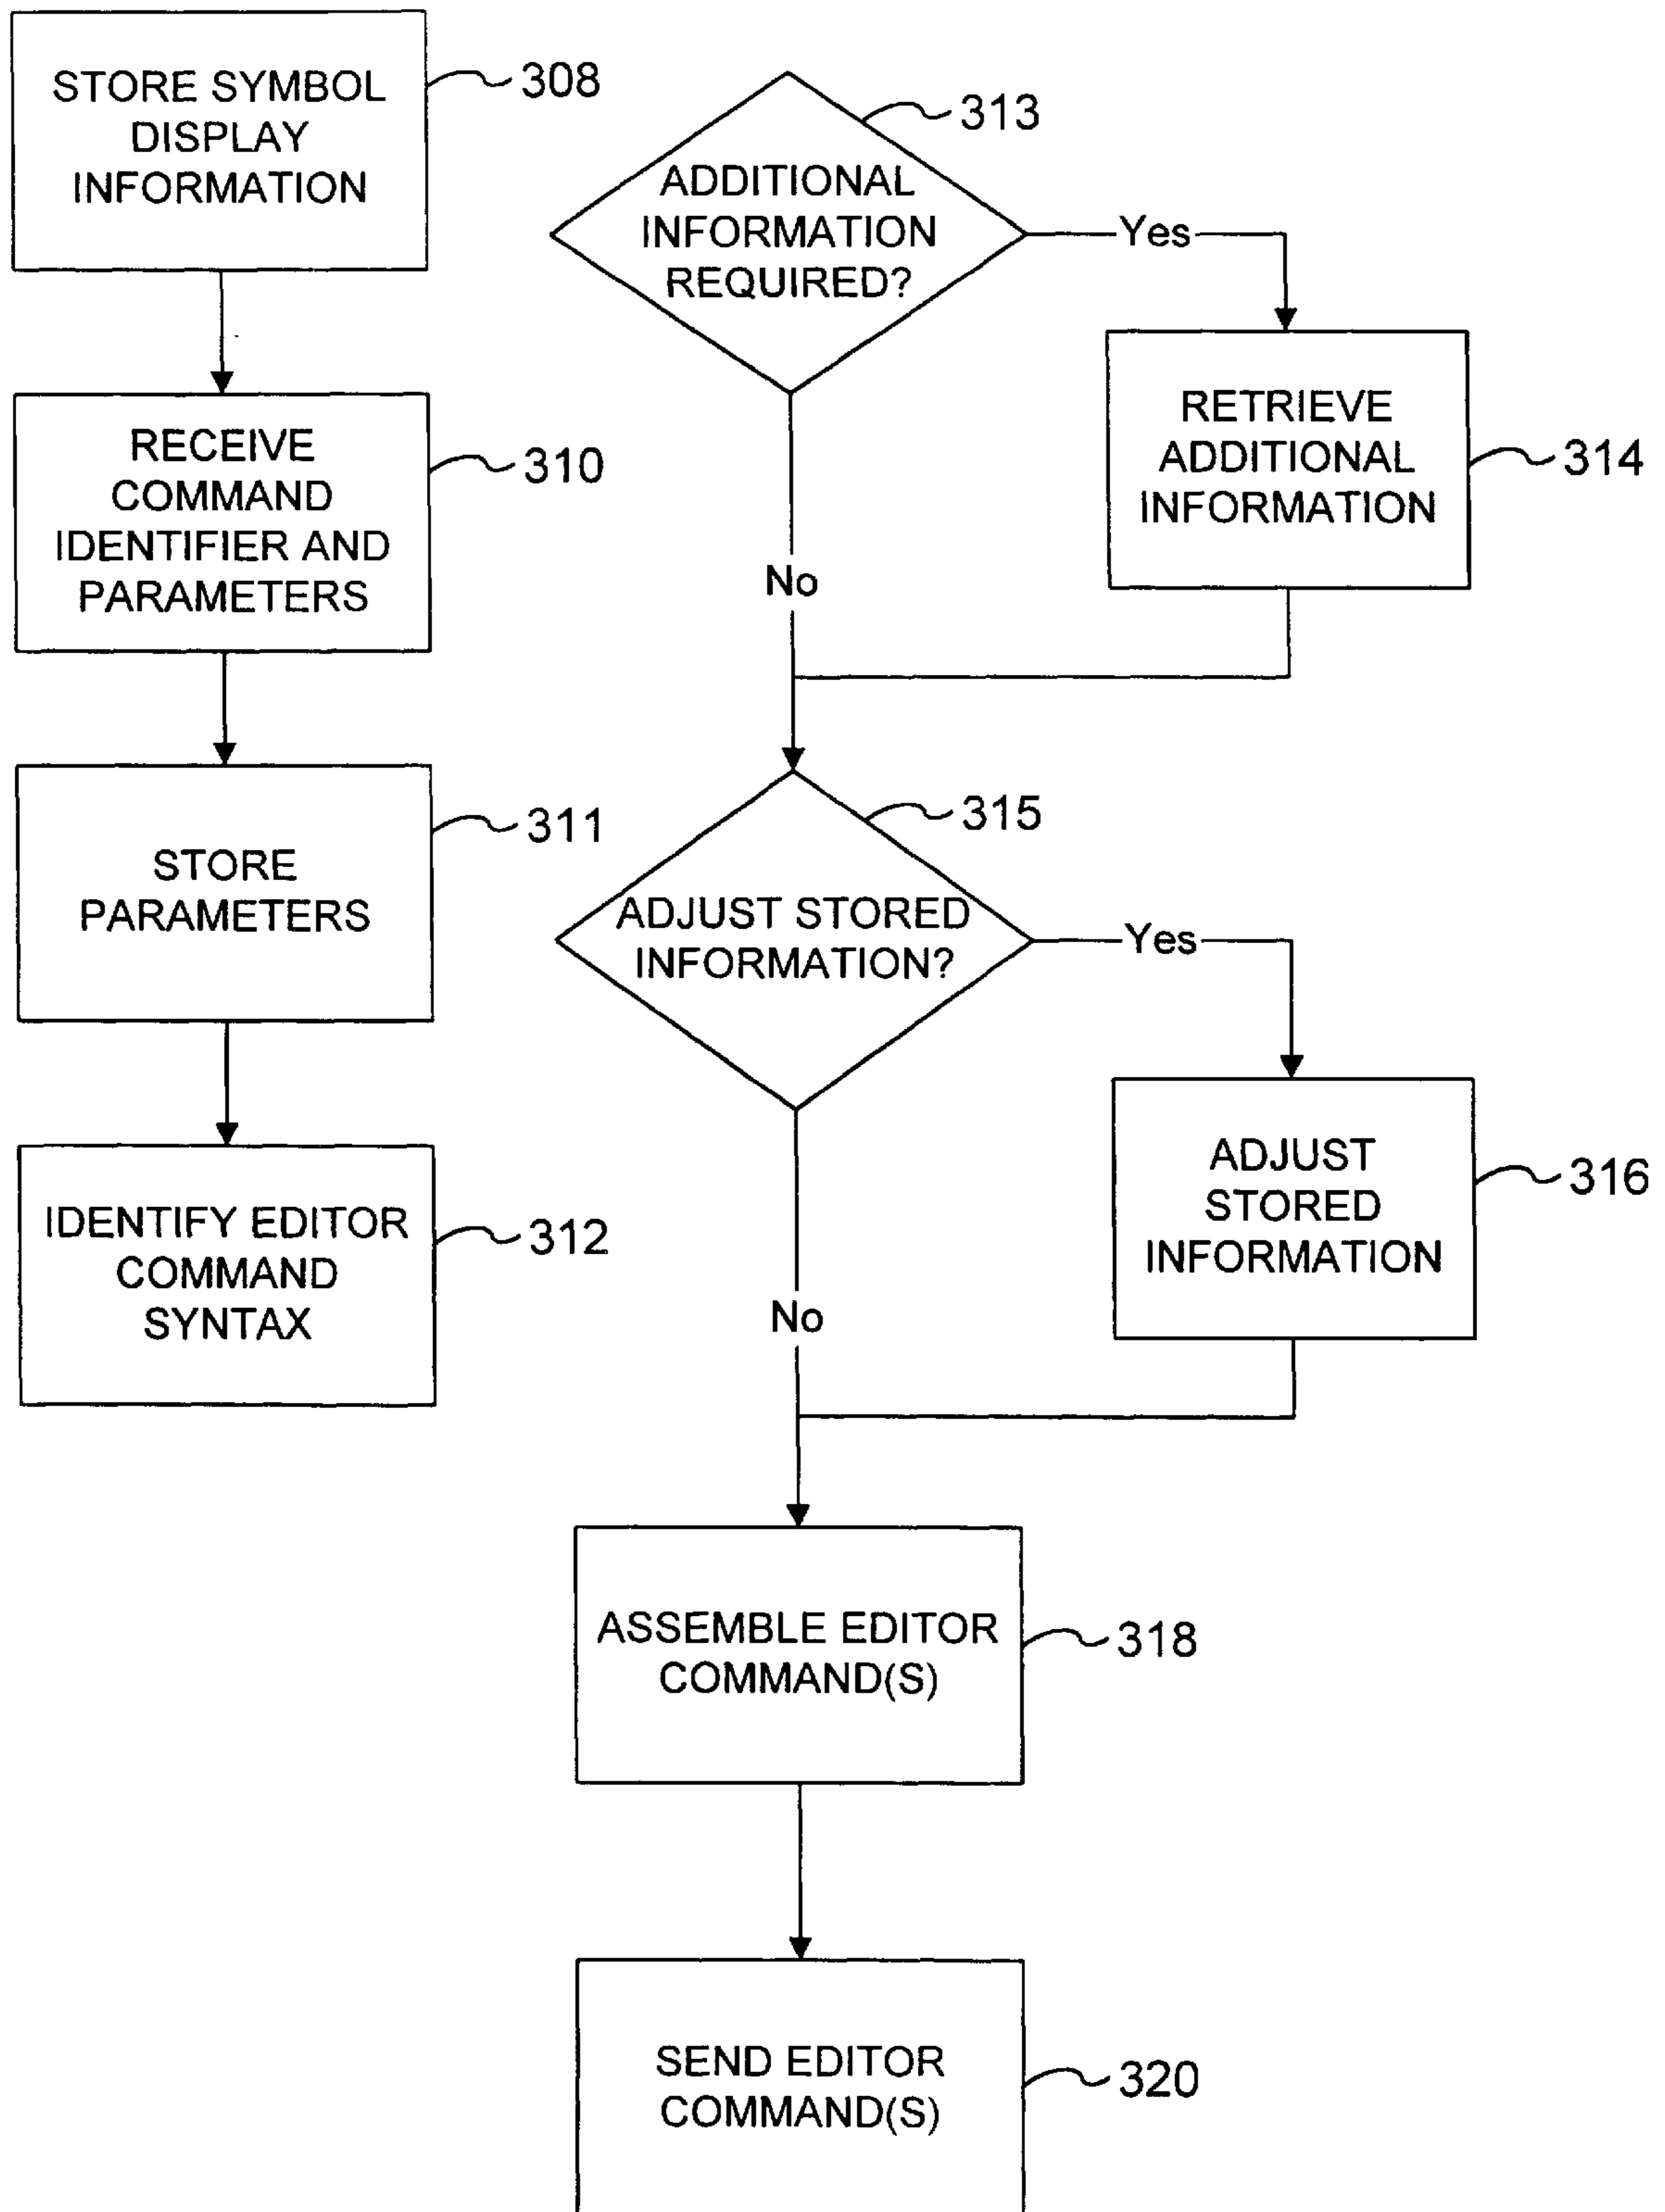 STORE SYMBOL
DISPLAY
INFORMATION
308
RECEIVE
COMMAND
IDENTIFIER AND
PARAMETERS
310
STORE
PARAMETERS
311
IDENTIFY EDITOR
COMMAND
SYNTAX
312
ADDITIONAL
INFORMATION
REQUIRED?
313
Yes
RETRIEVE
ADDITIONAL
INFORMATION
314
No
ADJUST STORED
INFORMATION?
315
Yes
ADJUST
STORED
INFORMATION
316
No
ASSEMBLE EDITOR
COMMAND(S)
318
SEND EDITOR
COMMAND(S)
320